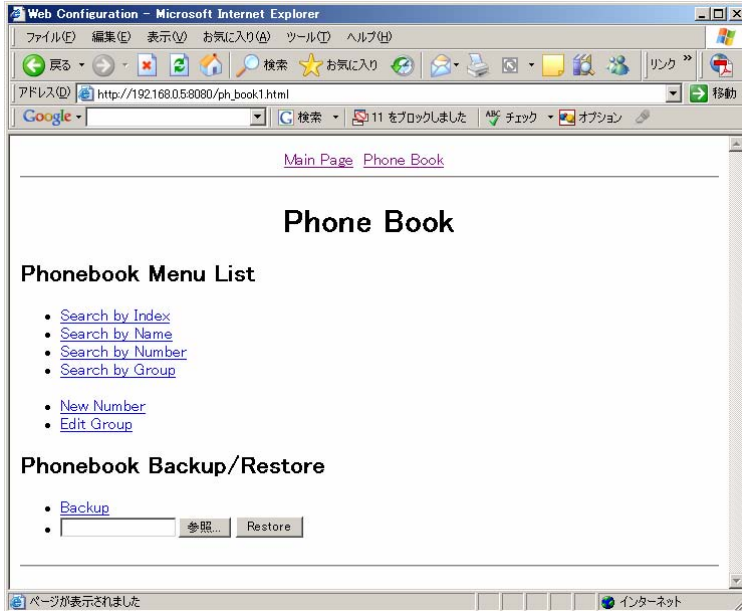 Web Configuration - Microsoft Internet Explorer
ファイル(F) 編集(E) 表示(V) お気に入り(A) ツール(T) ヘルプ(H)
戻る 検索 お気に入り リンク »
アドレス(D) http://192.168.0.5:8080/ph_book1.html 移動
Google 検索 11 をブロックしました ABC チェック オプション
Main Page Phone Book
Phone Book
Phonebook Menu List
Search by Index
Search by Name
Search by Number
Search by Group
New Number
Edit Group
Phonebook Backup/Restore
Backup
参照... Restore
ページが表示されました インターネット